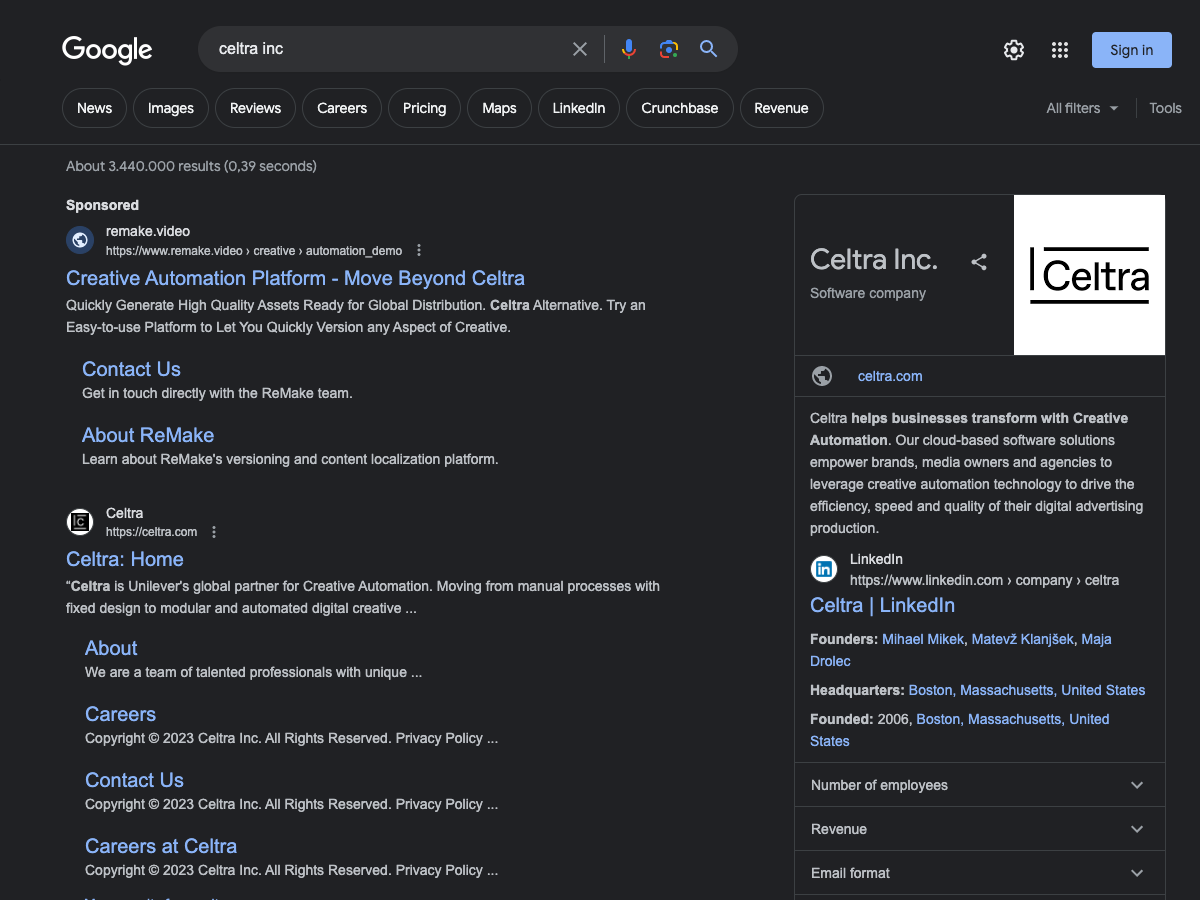 Google
celtra inc
Sign in
News
Images
Reviews
Careers
Pricing
Maps
LinkedIn
Crunchbase
Revenue
All filters
Tools
About 3.440.000 results (0,39 seconds)
Sponsored
remake.video
https://www.remake.video › creative › automation_demo
Creative Automation Platform - Move Beyond Celtra
Quickly Generate High Quality Assets Ready for Global Distribution. Celtra Alternative. Try an
Easy-to-use Platform to Let You Quickly Version any Aspect of Creative.
Contact Us
Get in touch directly with the ReMake team.
About ReMake
Learn about ReMake's versioning and content localization platform.
Celtra
https://celtra.com
Celtra: Home
“Celtra is Unilever's global partner for Creative Automation. Moving from manual processes with
fixed design to modular and automated digital creative ...
About
We are a team of talented professionals with unique ...
Careers
Copyright © 2023 Celtra Inc. All Rights Reserved. Privacy Policy ...
Contact Us
Copyright © 2023 Celtra Inc. All Rights Reserved. Privacy Policy ...
Careers at Celtra
Copyright © 2023 Celtra Inc. All Rights Reserved. Privacy Policy ...
Celtra Inc.
Software company
Celtra
celtra.com
Celtra helps businesses transform with Creative
Automation. Our cloud-based software solutions
empower brands, media owners and agencies to
leverage creative automation technology to drive the
efficiency, speed and quality of their digital advertising
production.
LinkedIn
https://www.linkedin.com › company › celtra
Celtra | LinkedIn
Founders: Mihael Mikek, Matevž Klanjšek, Maja
Drolec
Headquarters: Boston, Massachusetts, United States
Founded: 2006, Boston, Massachusetts, United
States
Number of employees
Revenue
Email format